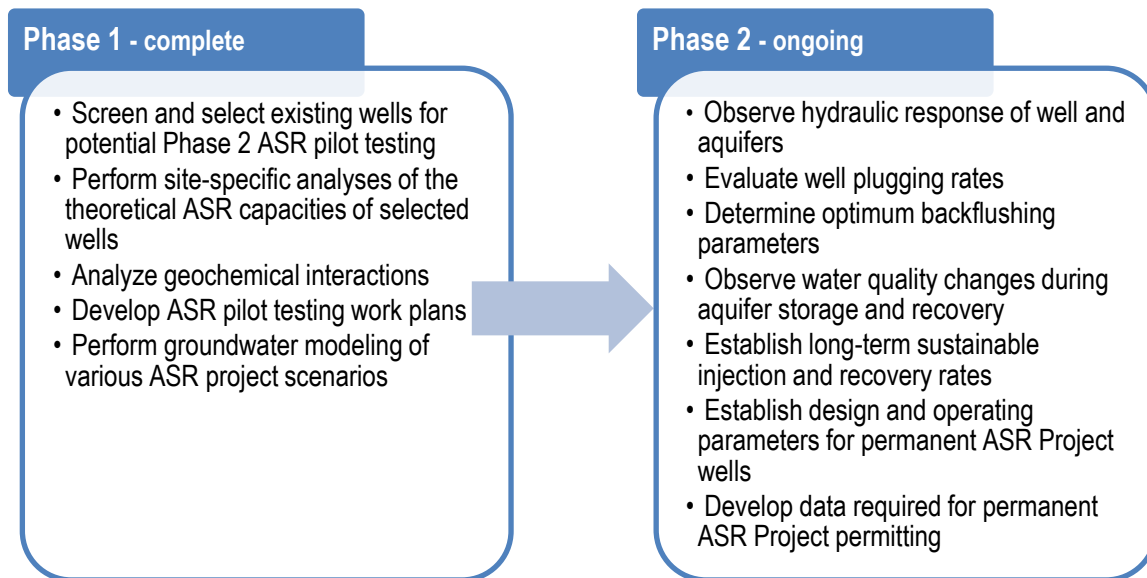 Phase 1 - complete
• Screen and select existing wells for
potential Phase 2 ASR pilot testing
• Perform site-specific analyses of the
theoretical ASR capacities of selected
wells
• Analyze geochemical interactions
• Develop ASR pilot testing work plans
• Perform groundwater modeling of
various ASR project scenarios
Phase 2 - ongoing
• Observe hydraulic response of well and
aquifers
• Evaluate well plugging rates
• Determine optimum backflushing
parameters
• Observe water quality changes during
aquifer storage and recovery
• Establish long-term sustainable
injection and recovery rates
• Establish design and operating
parameters for permanent ASR Project
wells
• Develop data required for permanent
ASR Project permitting